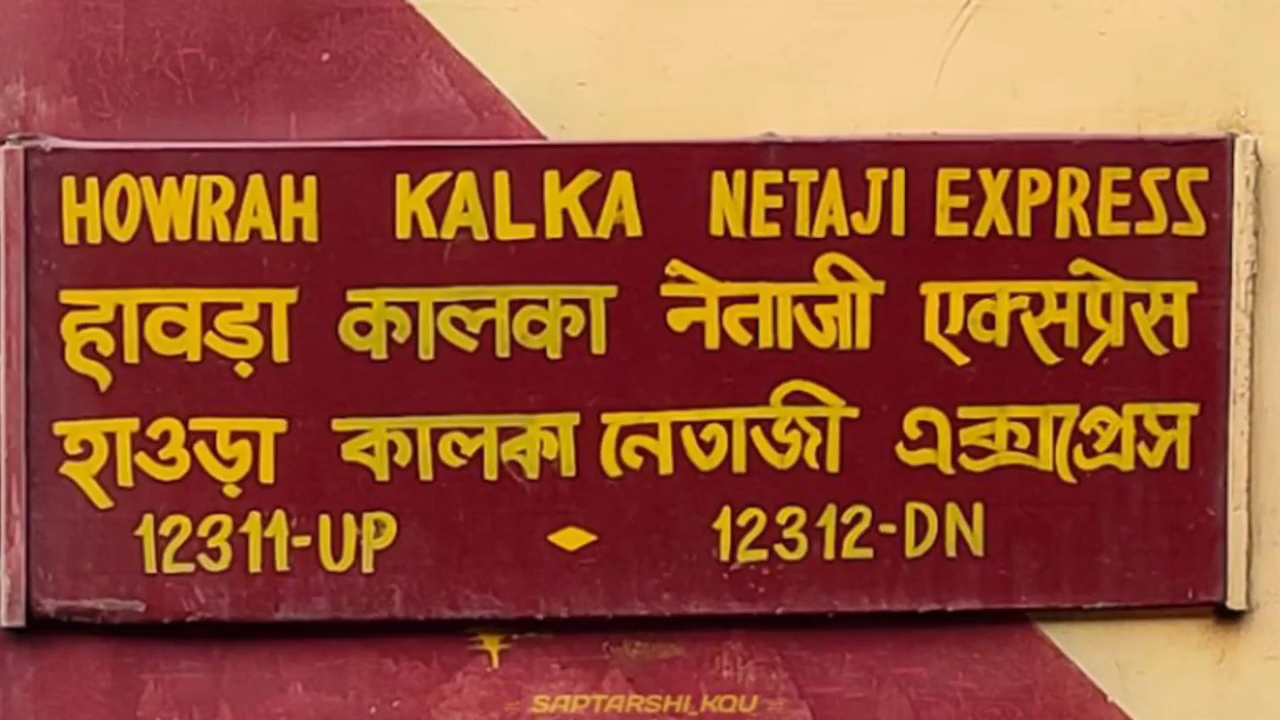 HOWRAH KALKA NETAJI EXPRESS
हावड़ा कालका नेताजी एक्सप्रेस
হাওড়া কালকা নেতাজী এক্সপ্রেস
12311-UP 12312-DN
SAPTARSHI_KQU